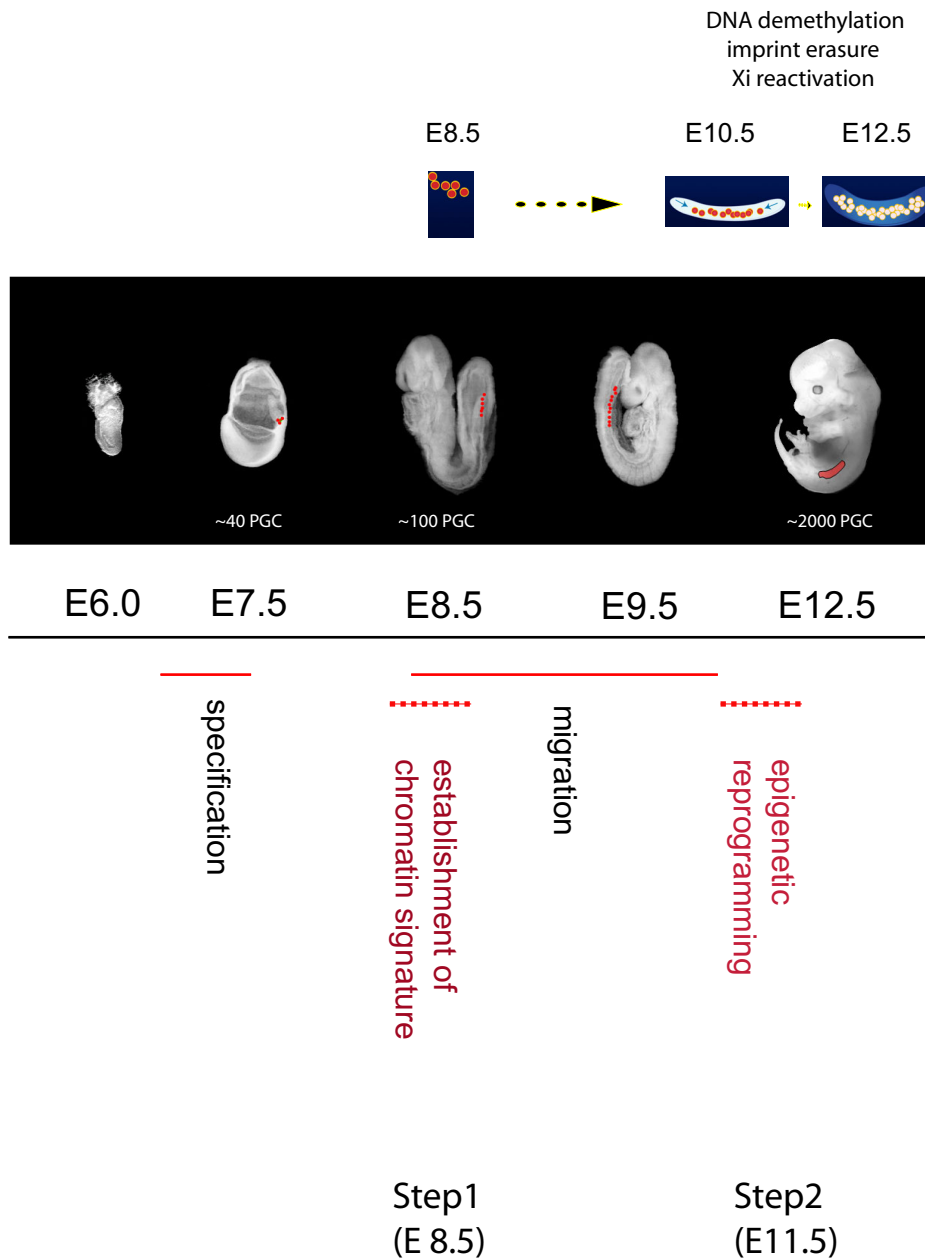 DNA demethylation
imprint erasure
Xi reactivation
E8.5
E10.5
E12.5
~40 PGC
~100 PGC
~2000 PGC
E6.0
E7.5
E8.5
E9.5
E12.5
specification
establishment of
chromatin signature
migration
epigenetic
reprogramming
Step1
(E 8.5)
Step2
(E11.5)